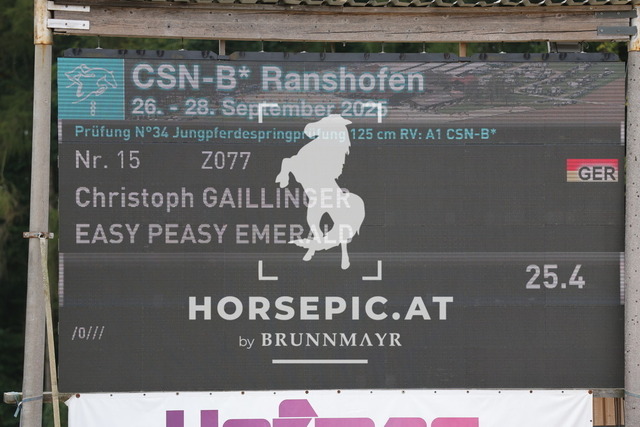 CSN-B* Ranshofen
26. - 28. September 2025
Prüfung N°34 Jungpferdespringprüfung 125 cm RV: A1 CSN-B*
Nr. 15 Z077
GER
Christoph GAILLINGER
EASY PEASY EMERALD
25.4
HORSEPIC.AT
by BRUNNMAYR
/0///